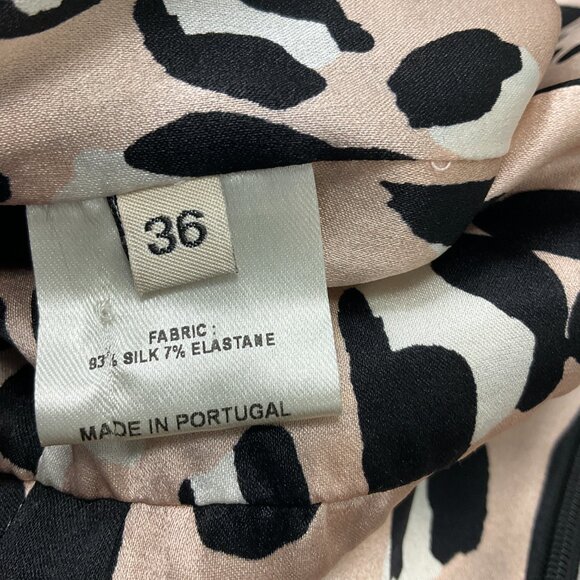 36
FABRIC :
93% SILK 7% ELASTANE
MADE IN PORTUGAL